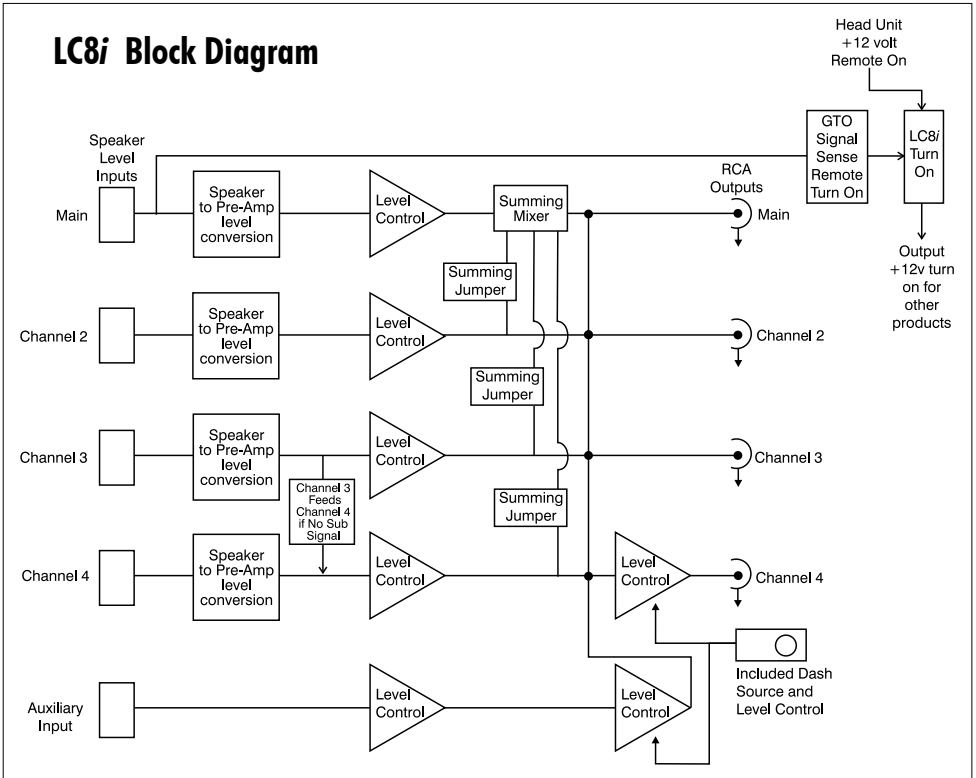 LC8i Block Diagram
Head Unit
+12 volt
Remote On
GTO
Signal
Sense
Remote
Turn On
LC8i
Turn
On
Output
+12v turn
on for
other
products
Speaker
Level
Inputs
RCA
Outputs
Main
Speaker
to Pre-Amp
level
conversion
Level
Control
Summing
Mixer
Main
Summing
Jumper
Channel 2
Speaker
to Pre-Amp
level
conversion
Level
Control
Channel 2
Summing
Jumper
Channel 3
Speaker
to Pre-Amp
level
conversion
Level
Control
Channel 3
Channel 3
Feeds
Channel 4
if No Sub
Signal
Summing
Jumper
Channel 4
Speaker
to Pre-Amp
level
conversion
Level
Control
Level
Control
Channel 4
Included Dash
Source and
Level Control
Auxiliary
Input
Level
Control
Level
Control